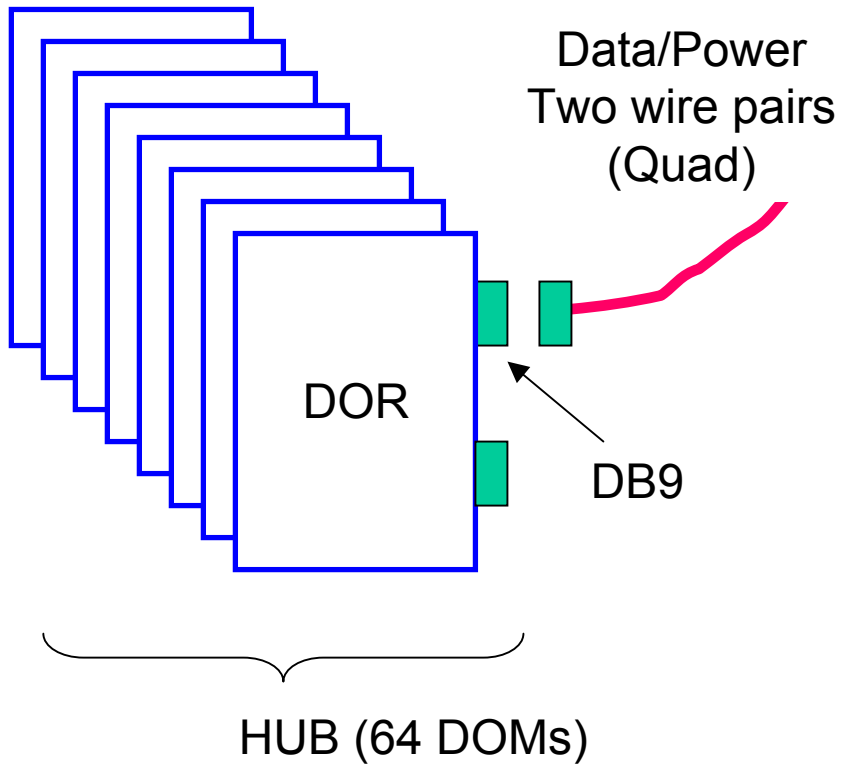 Data/Power
Two wire pairs
(Quad)
DOR
DB9
HUB (64 DOMs)